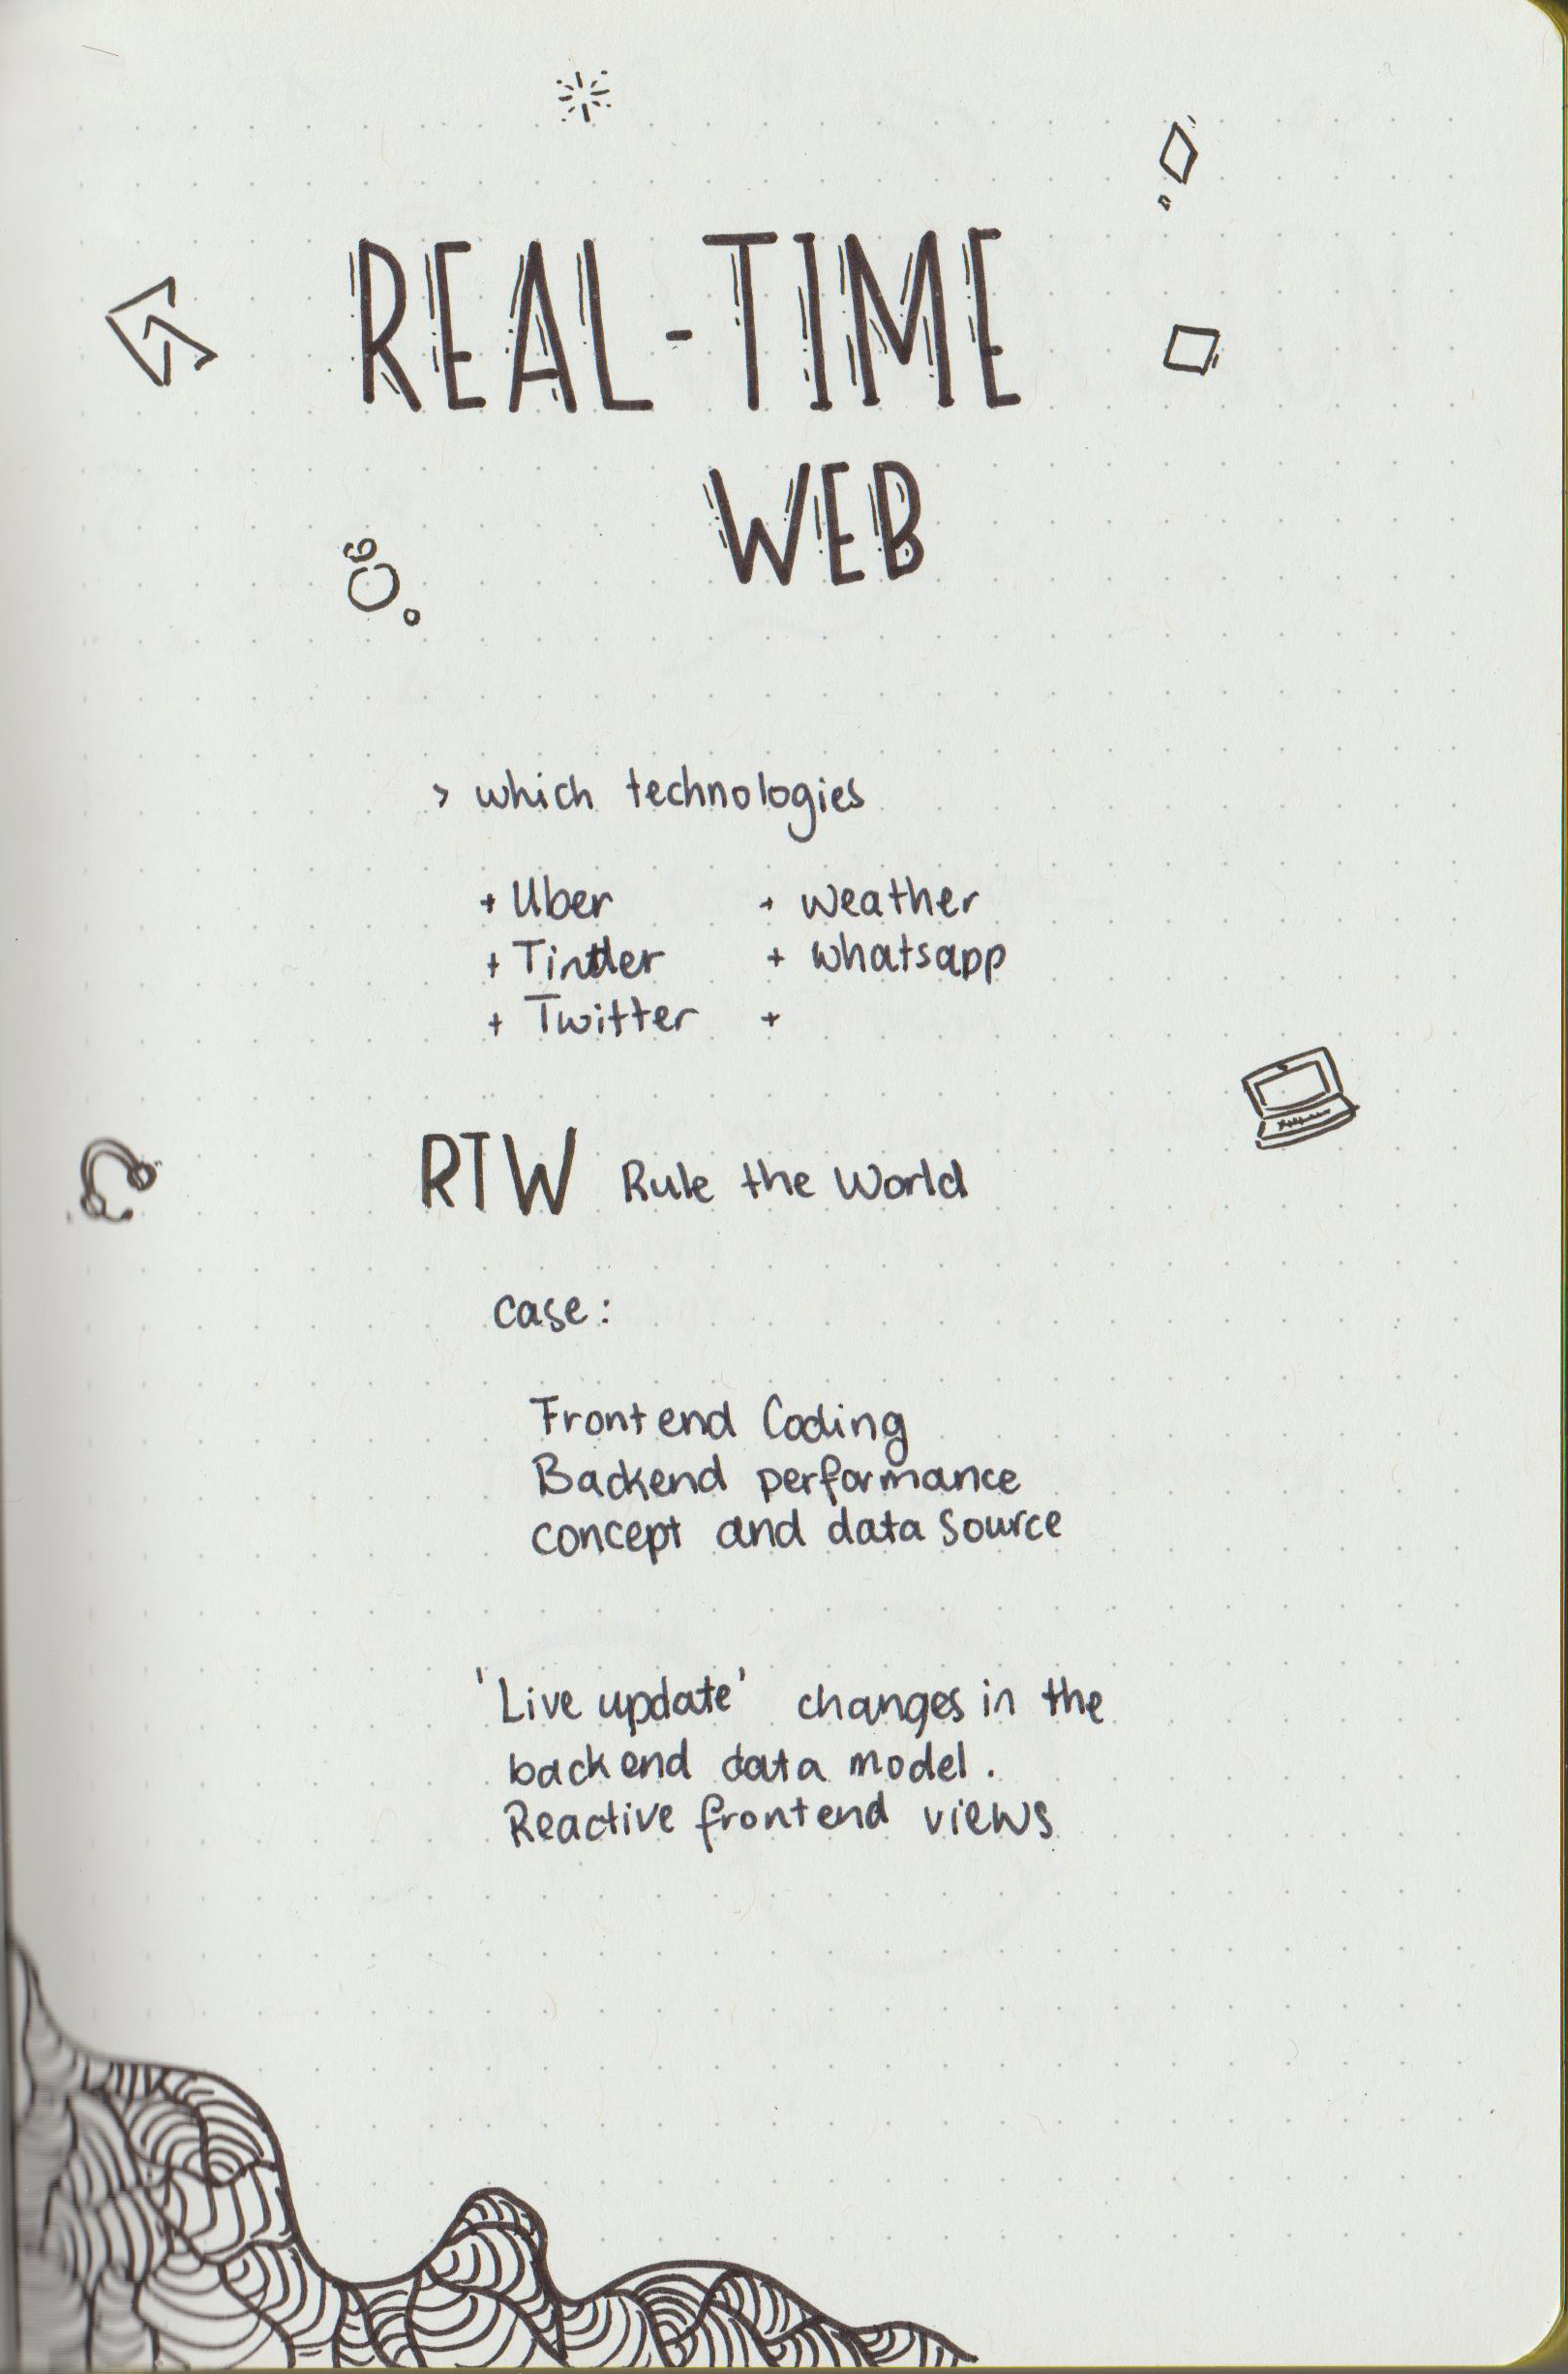 REAL-TIME
WEB
> which technologies
+ Uber
+ Tinder
+ Twitter
+ weather
+ whatsapp
+
RTW Rule the World
case:
Frontend Coding
Backend performance
concept and data source
'Live update' changes in the
backend data model.
Reactive frontend views